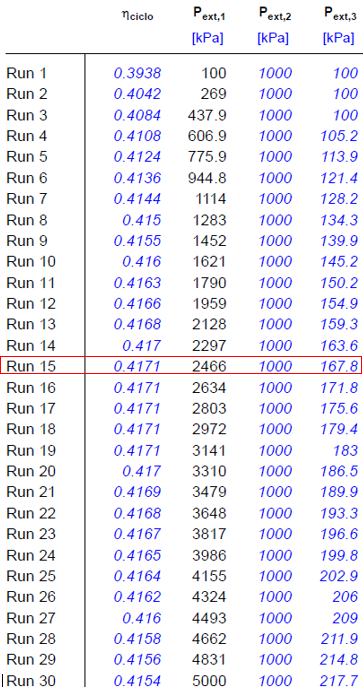 ηciclo Pext,1 Pext,2 Pext,3
[kPa] [kPa] [kPa]
Run 1 0.3938 100 1000 100
Run 2 0.4042 269 1000 100
Run 3 0.4084 437.9 1000 100
Run 4 0.4108 606.9 1000 105.2
Run 5 0.4124 775.9 1000 113.9
Run 6 0.4136 944.8 1000 121.4
Run 7 0.4144 1114 1000 128.2
Run 8 0.415 1283 1000 134.3
Run 9 0.4155 1452 1000 139.9
Run 10 0.416 1621 1000 145.2
Run 11 0.4163 1790 1000 150.2
Run 12 0.4166 1959 1000 154.9
Run 13 0.4168 2128 1000 159.3
Run 14 0.417 2297 1000 163.6
Run 15 0.4171 2466 1000 167.8
Run 16 0.4171 2634 1000 171.8
Run 17 0.4171 2803 1000 175.6
Run 18 0.4171 2972 1000 179.4
Run 19 0.4171 3141 1000 183
Run 20 0.417 3310 1000 186.5
Run 21 0.4169 3479 1000 189.9
Run 22 0.4168 3648 1000 193.3
Run 23 0.4167 3817 1000 196.6
Run 24 0.4165 3986 1000 199.8
Run 25 0.4164 4155 1000 202.9
Run 26 0.4162 4324 1000 206
Run 27 0.416 4493 1000 209
Run 28 0.4158 4662 1000 211.9
Run 29 0.4156 4831 1000 214.8
Run 30 0.4154 5000 1000 217.7